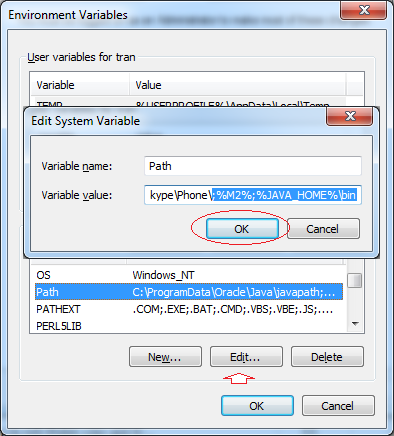 Environment Variables
User variables for tran
Variable Value
TEMP %USERPROFILE%\AppData\Local\Temp
Edit System Variable
Variable name: Path
Variable value: kype\Phone\;%M2%;%JAVA_HOME%\bin
OK Cancel
OS Windows_NT
Path C:\ProgramData\Oracle\Java\javapath;...
PATHEXT .COM;.EXE;.BAT;.CMD;.VBS;.VBE;.JS;....
PERL5LIB
New... Edit... Delete
OK Cancel